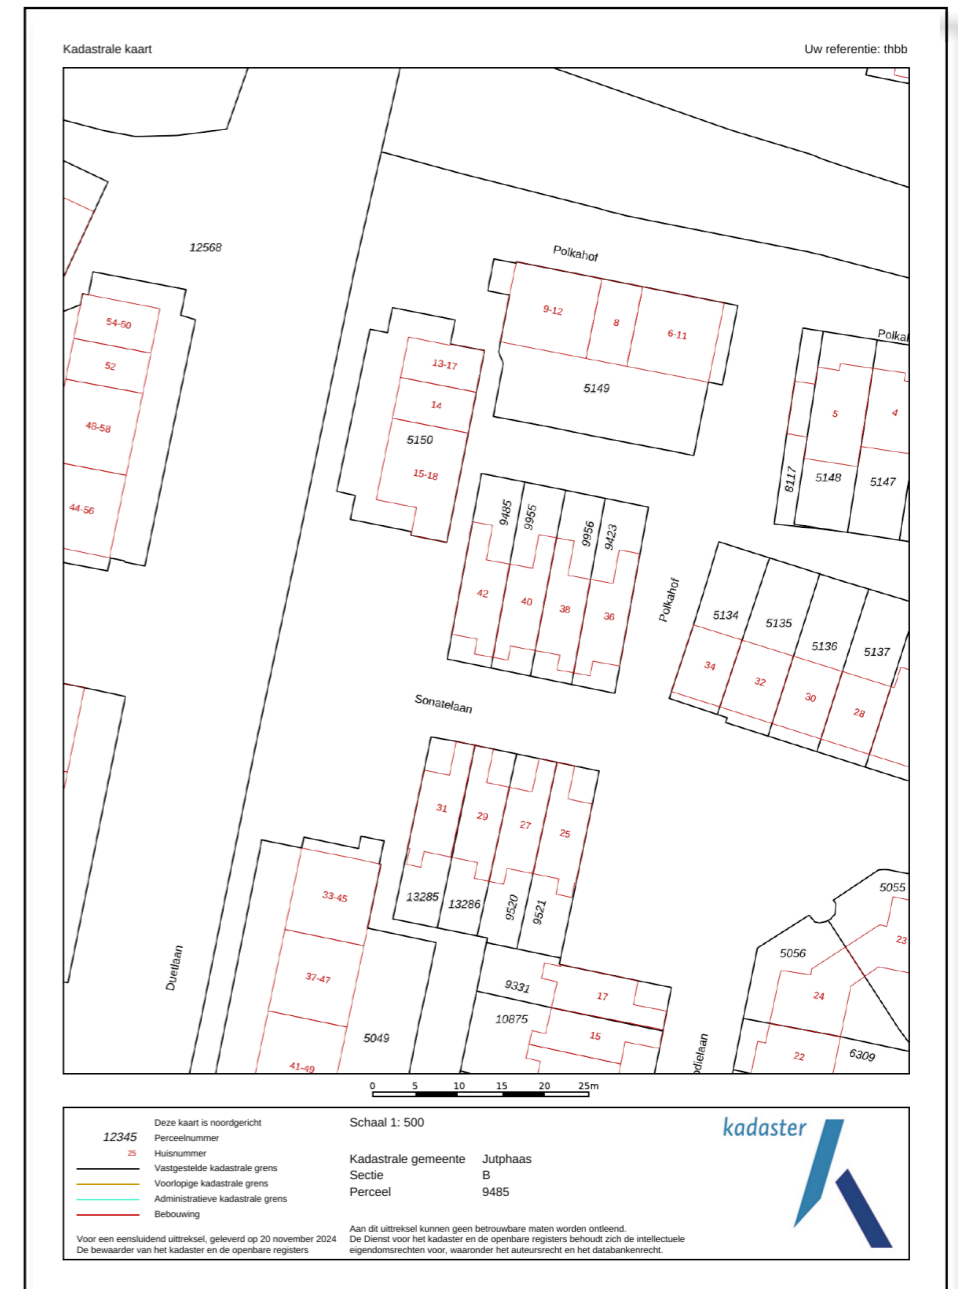 Kadastrale kaart
Uw referentie: thbb
12568
Polkahof
9-12
8
6-11
5149
54-60
52
48-58
44-56
13-17
14
5150
15-18
5
4
8117
5148
5147
9485
9955
9956
9423
42
40
38
36
Polkahof
5134
5135
5136
5137
34
32
30
28
Sonatelaan
31
29
27
25
13285
13286
9520
9521
33-45
37-47
41-49
5049
Duetlaan
9331
17
10875
15
5055
23
5056
24
22
6309
0 5 10 15 20 25m
Deze kaart is noordgericht
12345 Perceelnummer
25 Huisnummer
Vastgestelde kadastrale grens
Voorlopige kadastrale grens
Administratieve kadastrale grens
Bebouwing
Voor een eensluidend uittreksel, geleverd op 20 november 2024
De bewaarder van het kadaster en de openbare registers
Schaal 1: 500
Kadastrale gemeente Jutphaas
Sectie B
Perceel 9485
Aan dit uittreksel kunnen geen betrouwbare maten worden ontleend.
De Dienst voor het kadaster en de openbare registers behoudt zich de intellectuele
eigendomsrechten voor, waaronder het auteursrecht en het databankenrecht.
kadaster